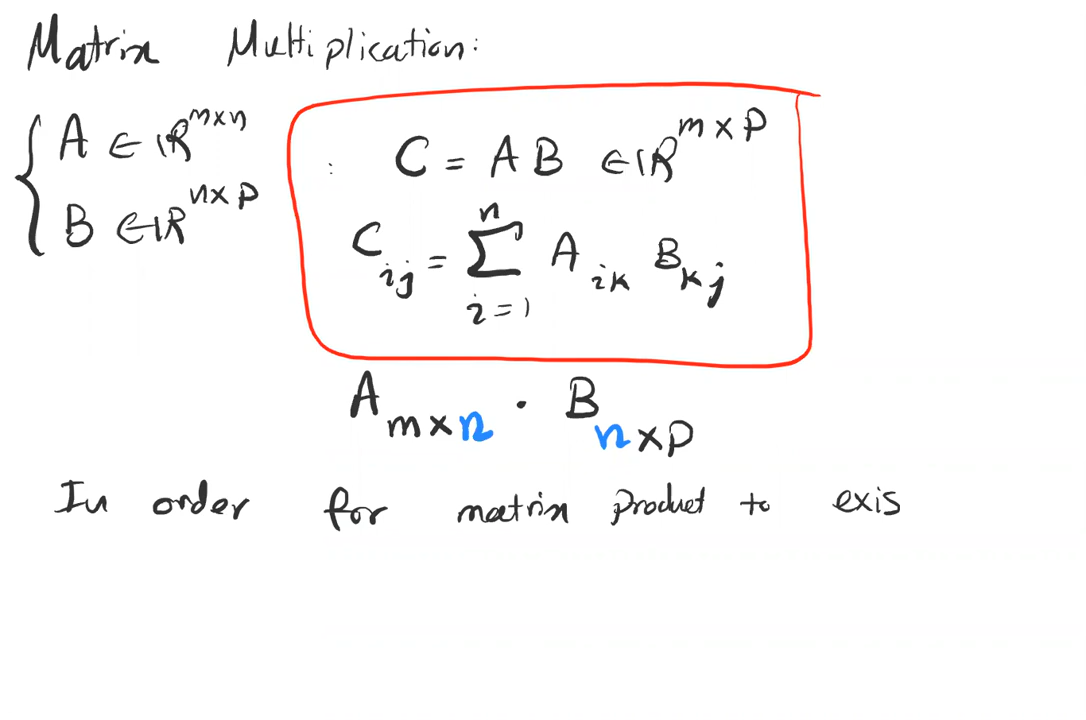 Matrix Multiplication:
A ∈ ℝ^{m×n}
B ∈ ℝ^{n×p}
: C = AB ∈ ℝ^{m×p}
C_{ij} = ∑_{i=1}^{n} A_{ik} B_{kj}
A_{m×n} · B_{n×p}
In order for matrix product to exis